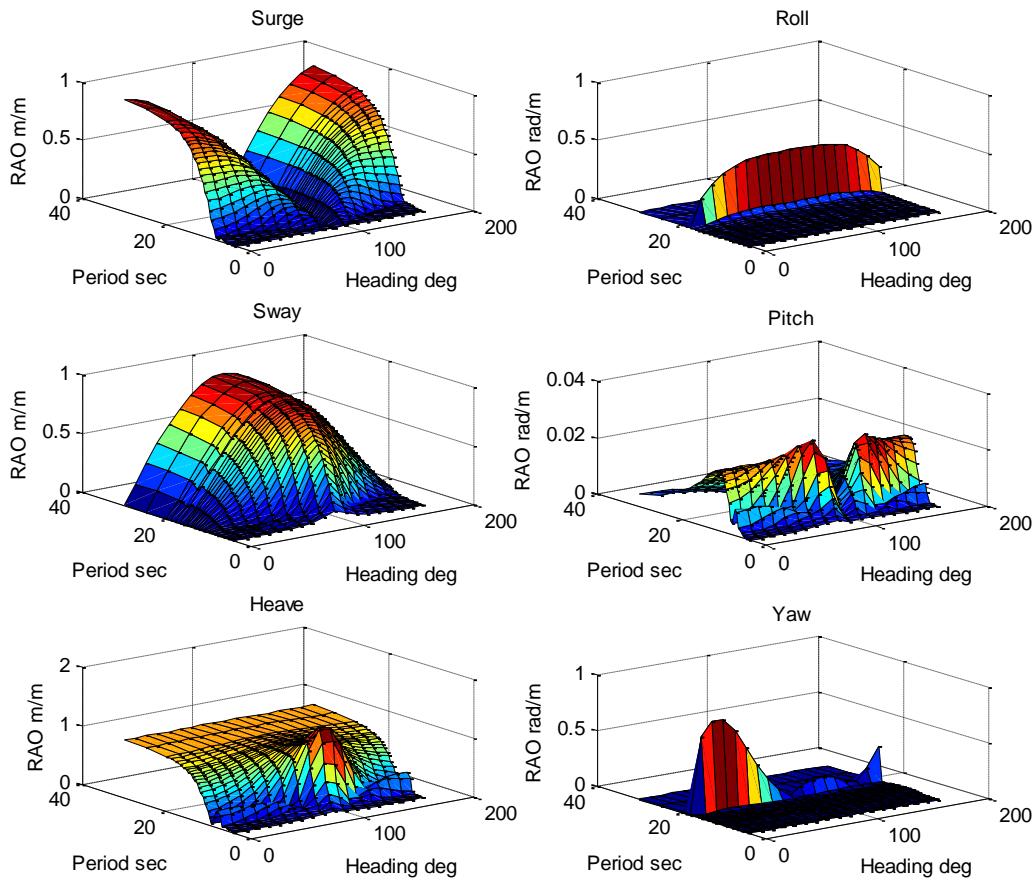 Surge
RAO m/m
1
0.5
0
40
20
0
Period sec
0
100
200
Heading deg
Roll
RAO rad/m
1
0.5
0
40
20
0
Period sec
0
100
200
Heading deg
Sway
RAO m/m
1
0.5
0
40
20
0
Period sec
0
100
200
Heading deg
Pitch
RAO rad/m
0.04
0.02
0
40
20
0
Period sec
0
100
200
Heading deg
Heave
RAO m/m
2
1
0
40
20
0
Period sec
0
100
200
Heading deg
Yaw
RAO rad/m
1
0.5
0
40
20
0
Period sec
0
100
200
Heading deg